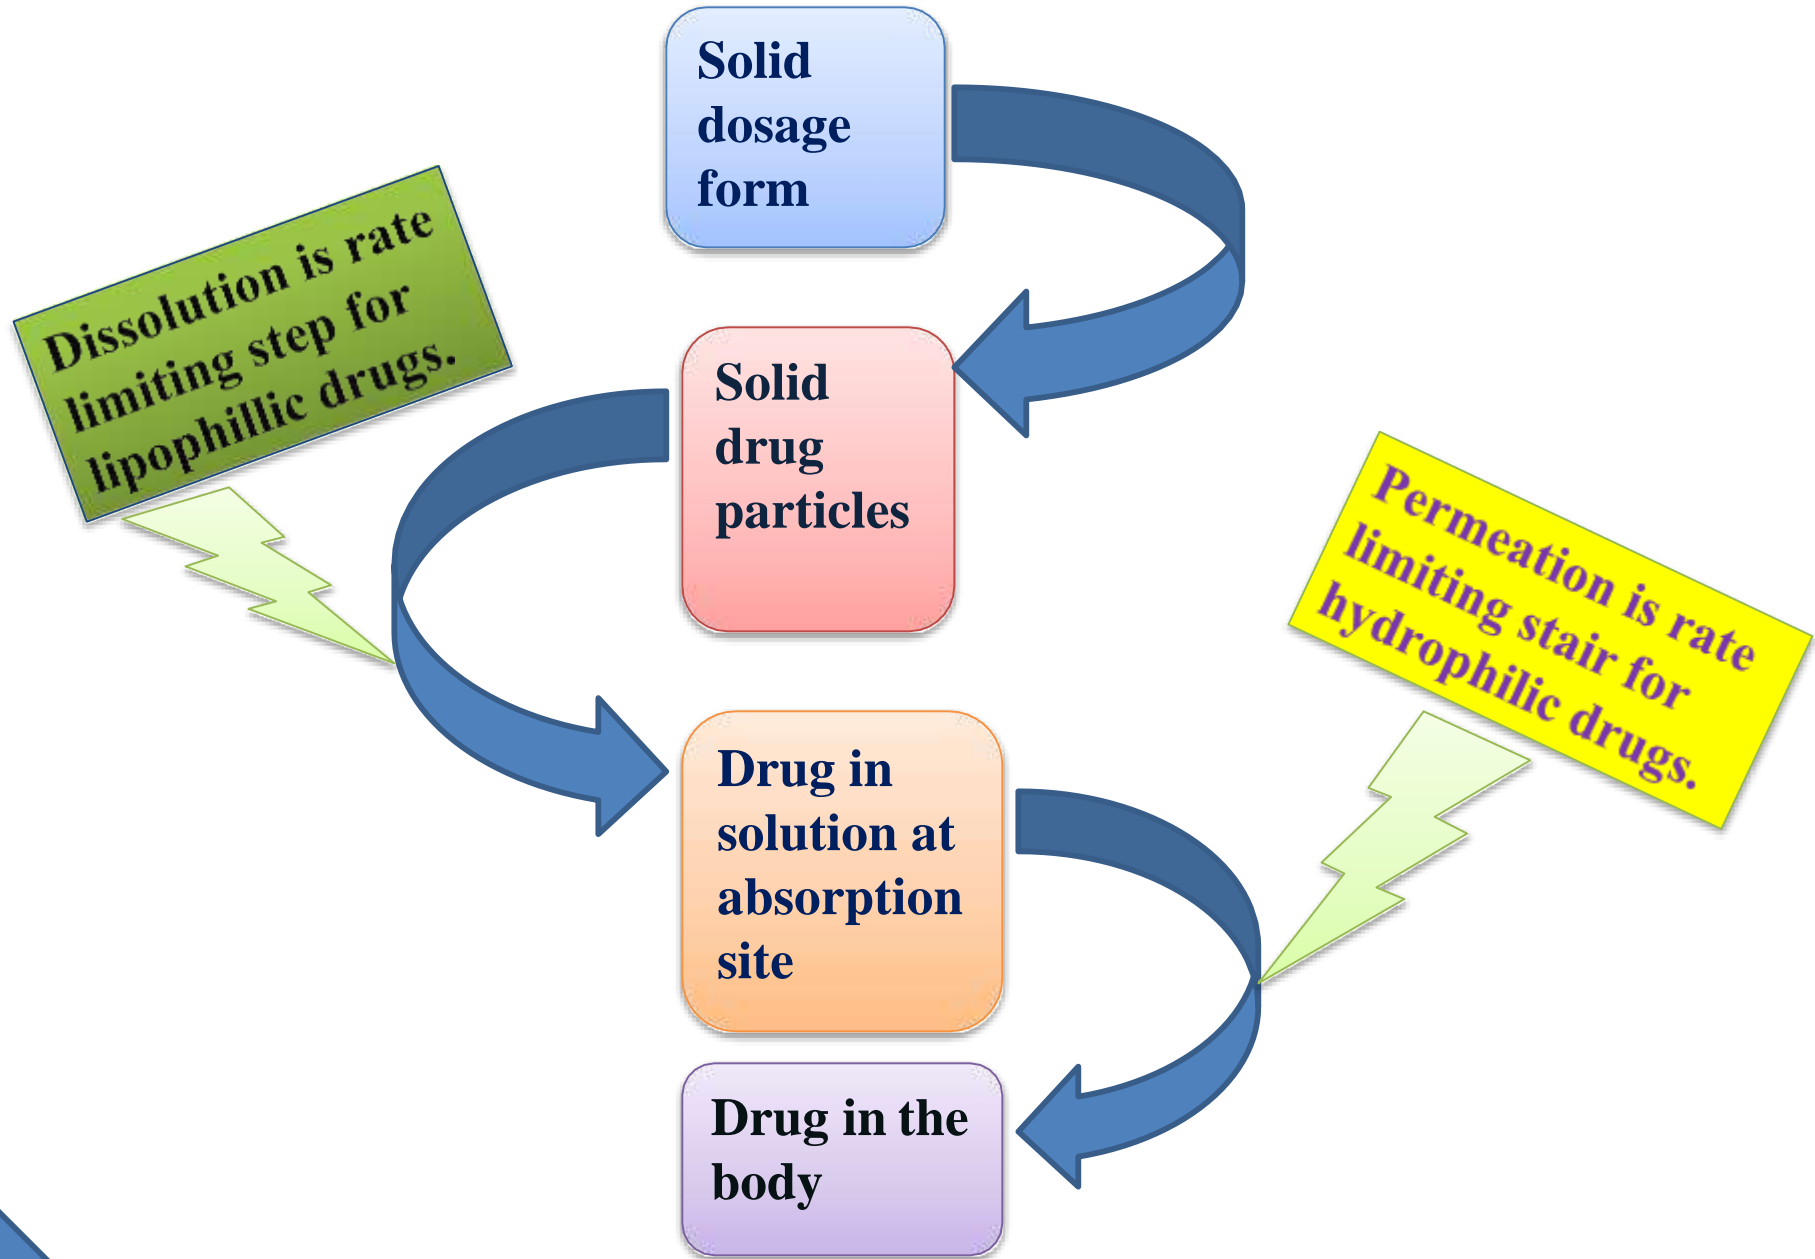 Solid
dosage
form
Dissolution is rate
limiting step for
lipophillic drugs.
Solid
drug
particles
Permeation is rate
limiting stair for
hydrophilic drugs.
Drug in
solution at
absorption
site
Drug in the
body